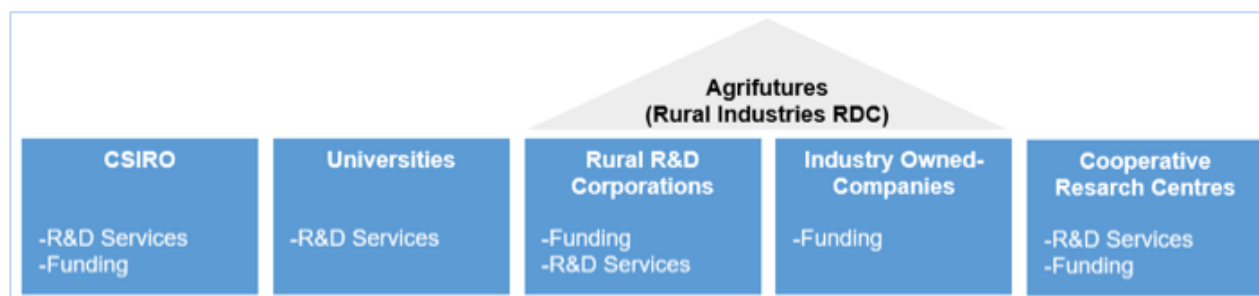 Agrifutures
(Rural Industries RDC)
CSIRO
-R&D Services
-Funding
Universities
-R&D Services
Rural R&D
Corporations
-Funding
-R&D Services
Industry Owned-
Companies
-Funding
Cooperative
Resarch Centres
-R&D Services
-Funding